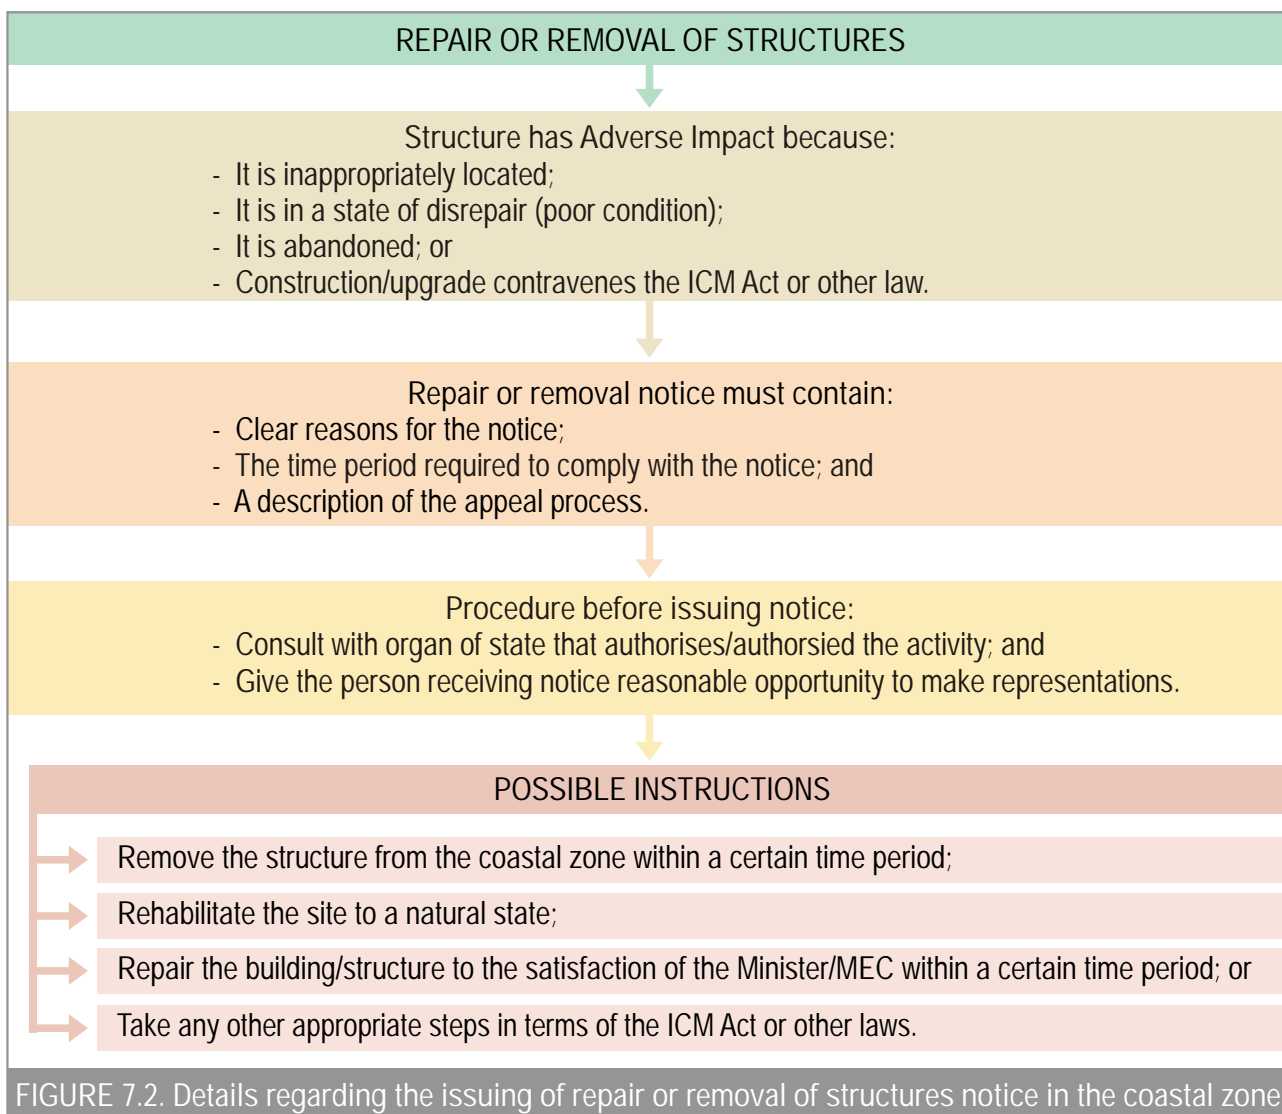 REPAIR OR REMOVAL OF STRUCTURES
Structure has Adverse Impact because:
- It is inappropriately located;
- It is in a state of disrepair (poor condition);
- It is abandoned; or
- Construction/upgrade contravenes the ICM Act or other law.
Repair or removal notice must contain:
- Clear reasons for the notice;
- The time period required to comply with the notice; and
- A description of the appeal process.
Procedure before issuing notice:
- Consult with organ of state that authorises/authorsied the activity; and
- Give the person receiving notice reasonable opportunity to make representations.
POSSIBLE INSTRUCTIONS
Remove the structure from the coastal zone within a certain time period;
Rehabilitate the site to a natural state;
Repair the building/structure to the satisfaction of the Minister/MEC within a certain time period; or
Take any other appropriate steps in terms of the ICM Act or other laws.
FIGURE 7.2. Details regarding the issuing of repair or removal of structures notice in the coastal zone